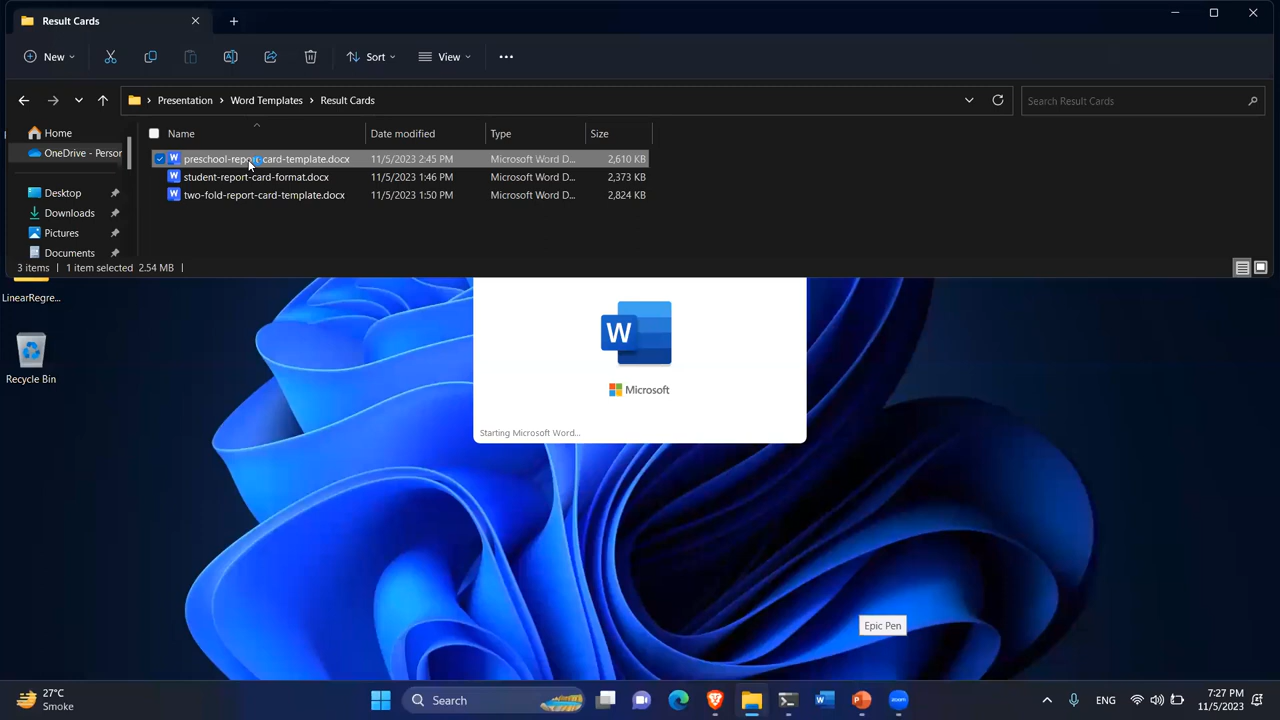 Result Cards
New
Sort
View
Presentation > Word Templates > Result Cards
Search Result Cards
Home
OneDrive - Persor
Desktop
Downloads
Pictures
Documents
Name Date modified Type Size
preschool-report-card-template.docx 11/5/2023 2:45 PM Microsoft Word D... 2,610 KB
student-report-card-format.docx 11/5/2023 1:46 PM Microsoft Word D... 2,373 KB
two-fold-report-card-template.docx 11/5/2023 1:50 PM Microsoft Word D... 2,824 KB
3 items 1 item selected 2.54 MB
LinearRegre...
Recycle Bin
W
Microsoft
Starting Microsoft Word...
Epic Pen
27°C
Smoke
Search
zoom
ENG
7:27 PM
11/5/2023